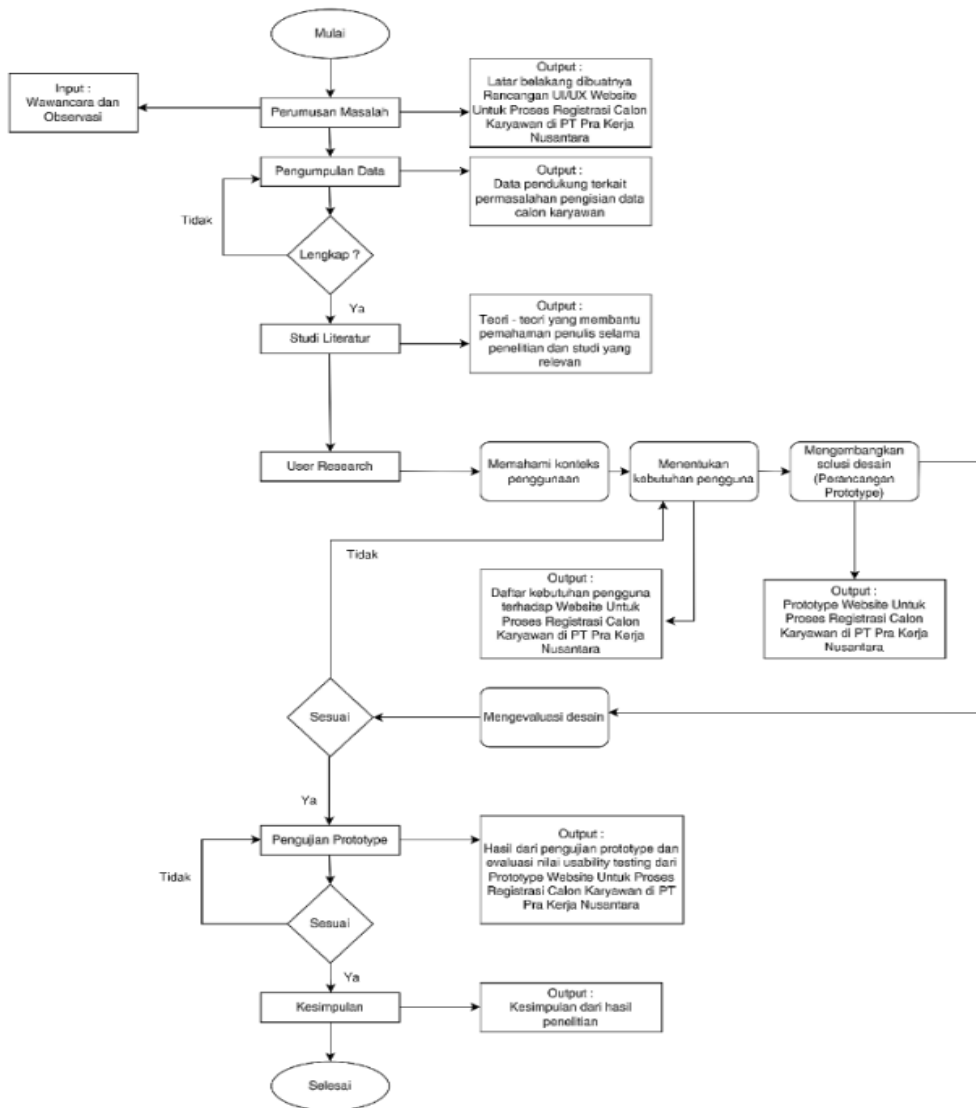 Mulai
Input :
Wawancara dan
Observasi
Perumusan Masalah
Output :
Latar belakang dibuatnya
Rancangan UI/UX Website
Untuk Proses Registrasi Calon
Karyawan di PT Pra Kerja
Nusantara
Pengumpulan Data
Output :
Data pendukung terkait
permasalahan pengisian data
calon karyawan
Tidak
Lengkap ?
Ya
Studi Literatur
Output :
Teori - teori yang membantu
pemahaman penulis selama
penelitian dan studi yang
relevan
User Research
Memahami konteks
penggunaan
Menentukan
kebutuhan pengguna
Mengembangkan
solusi desain
(Perancangan
Prototype)
Tidak
Output :
Daftar kebutuhan pengguna
terhadap Website Untuk
Proses Registrasi Calon
Karyawan di PT Pra Kerja
Nusantara
Output :
Prototype Website Untuk
Proses Registrasi Calon
Karyawan di PT Pra Kerja
Nusantara
Sesuai
Mengevaluasi desain
Ya
Pengujian Prototype
Output :
Hasil dari pengujian prototype dan
evaluasi nilai usability testing dari
Prototype Website Untuk Proses
Registrasi Calon Karyawan di PT
Pra Kerja Nusantara
Tidak
Sesuai
Ya
Kesimpulan
Output :
Kesimpulan dari hasil
penelitian
Selesai